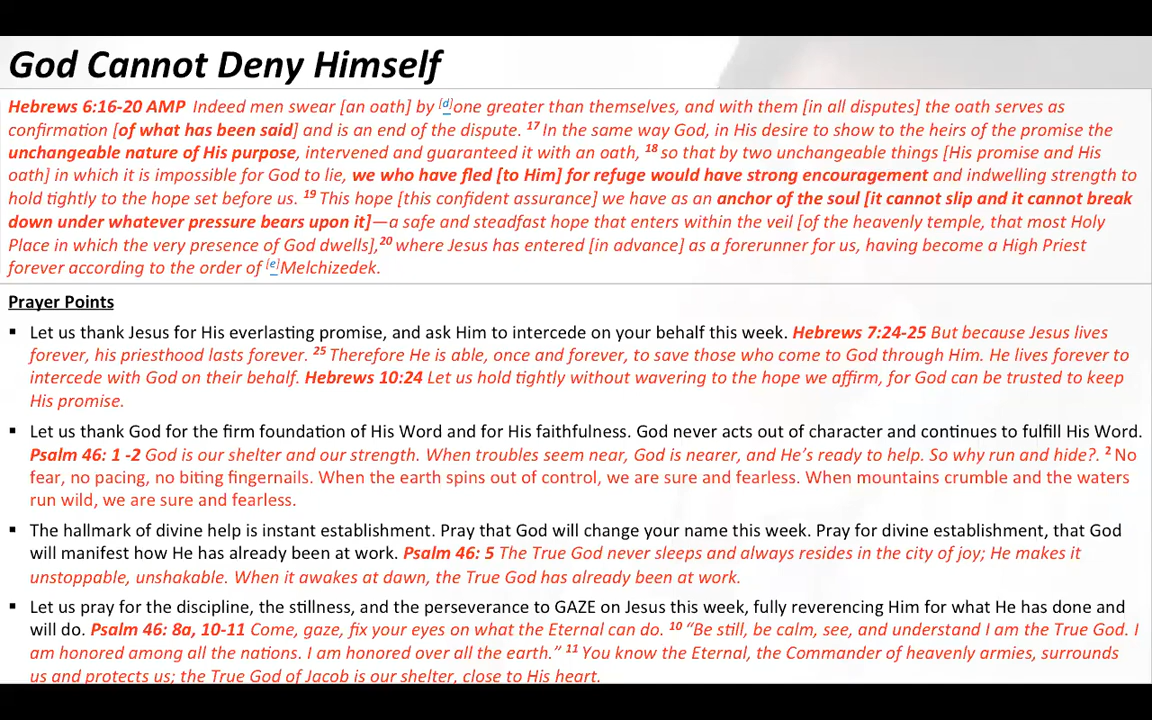 God Cannot Deny Himself
Hebrews 6:16-20 AMP Indeed men swear [an oath] by [d]one greater than themselves, and with them [in all disputes] the oath serves as
confirmation [of what has been said] and is an end of the dispute. 17 In the same way God, in His desire to show to the heirs of the promise the
unchangeable nature of His purpose, intervened and guaranteed it with an oath, 18 so that by two unchangeable things [His promise and His
oath] in which it is impossible for God to lie, we who have fled [to Him] for refuge would have strong encouragement and indwelling strength to
hold tightly to the hope set before us. 19 This hope [this confident assurance] we have as an anchor of the soul [it cannot slip and it cannot break
down under whatever pressure bears upon it]—a safe and steadfast hope that enters within the veil [of the heavenly temple, that most Holy
Place in which the very presence of God dwells],20 where Jesus has entered [in advance] as a forerunner for us, having become a High Priest
forever according to the order of [e]Melchizedek.
Prayer Points
▪ Let us thank Jesus for His everlasting promise, and ask Him to intercede on your behalf this week. Hebrews 7:24-25 But because Jesus lives
forever, his priesthood lasts forever. 25 Therefore He is able, once and forever, to save those who come to God through Him. He lives forever to
intercede with God on their behalf. Hebrews 10:24 Let us hold tightly without wavering to the hope we affirm, for God can be trusted to keep
His promise.
▪ Let us thank God for the firm foundation of His Word and for His faithfulness. God never acts out of character and continues to fulfill His Word.
Psalm 46: 1 -2 God is our shelter and our strength. When troubles seem near, God is nearer, and He's ready to help. So why run and hide?. 2 No
fear, no pacing, no biting fingernails. When the earth spins out of control, we are sure and fearless. When mountains crumble and the waters
run wild, we are sure and fearless.
▪ The hallmark of divine help is instant establishment. Pray that God will change your name this week. Pray for divine establishment, that God
will manifest how He has already been at work. Psalm 46: 5 The True God never sleeps and always resides in the city of joy; He makes it
unstoppable, unshakable. When it awakes at dawn, the True God has already been at work.
▪ Let us pray for the discipline, the stillness, and the perseverance to GAZE on Jesus this week, fully reverencing Him for what He has done and
will do. Psalm 46: 8a, 10-11 Come, gaze, fix your eyes on what the Eternal can do. 10 "Be still, be calm, see, and understand I am the True God. I
am honored among all the nations. I am honored over all the earth." 11 You know the Eternal, the Commander of heavenly armies, surrounds
us and protects us; the True God of Jacob is our shelter, close to His heart.